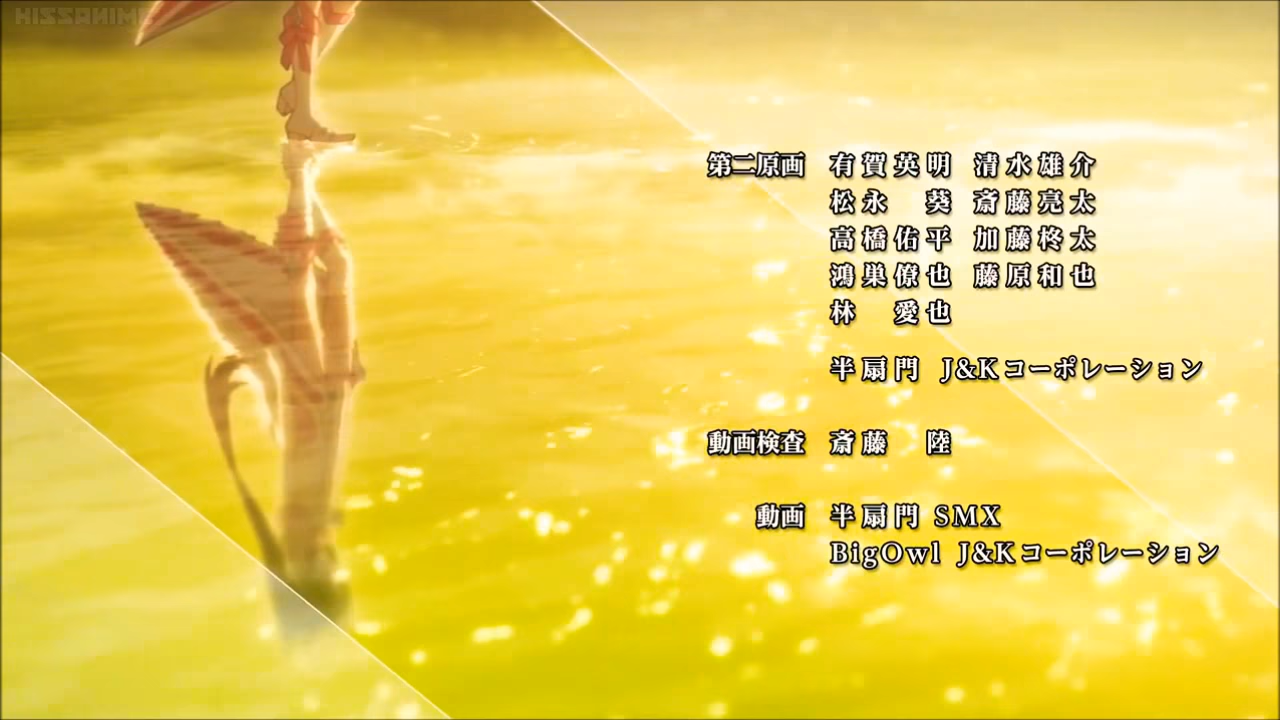 HISSANIME
第二原画 有賀英明 清水雄介
松永 葵 斎藤亮太
高橋佑平 加藤柊太
鴻巣僚也 藤原和也
林 愛也
半扇門 J&Kコーポレーション
動画検査 斎藤 陸
動画 半扇門 SMX
BigOwl J&Kコーポレーション